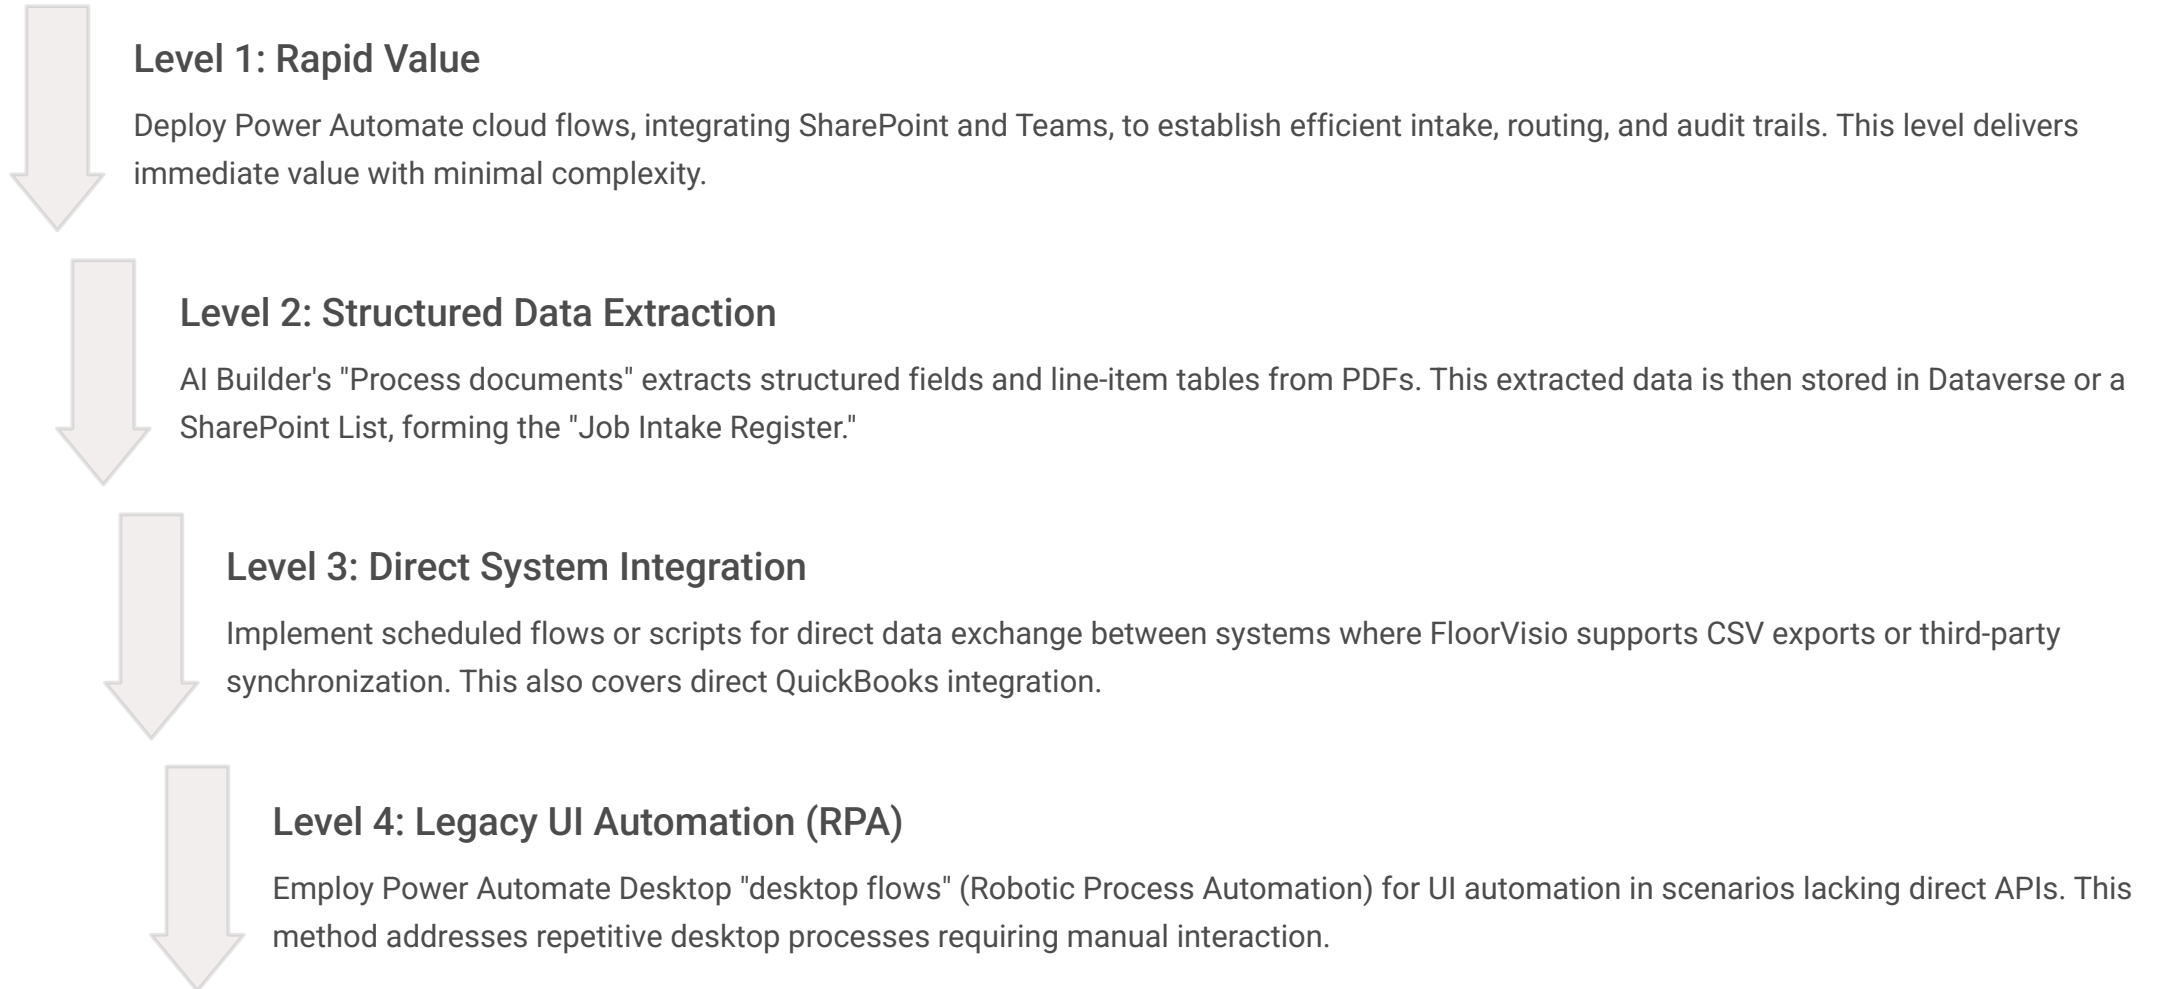 Level 1: Rapid Value
Deploy Power Automate cloud flows, integrating SharePoint and Teams, to establish efficient intake, routing, and audit trails. This level delivers
immediate value with minimal complexity.
Level 2: Structured Data Extraction
AI Builder's "Process documents" extracts structured fields and line-item tables from PDFs. This extracted data is then stored in Dataverse or a
SharePoint List, forming the "Job Intake Register."
Level 3: Direct System Integration
Implement scheduled flows or scripts for direct data exchange between systems where FloorVisio supports CSV exports or third-party
synchronization. This also covers direct QuickBooks integration.
Level 4: Legacy UI Automation (RPA)
Employ Power Automate Desktop "desktop flows" (Robotic Process Automation) for UI automation in scenarios lacking direct APIs. This
method addresses repetitive desktop processes requiring manual interaction.